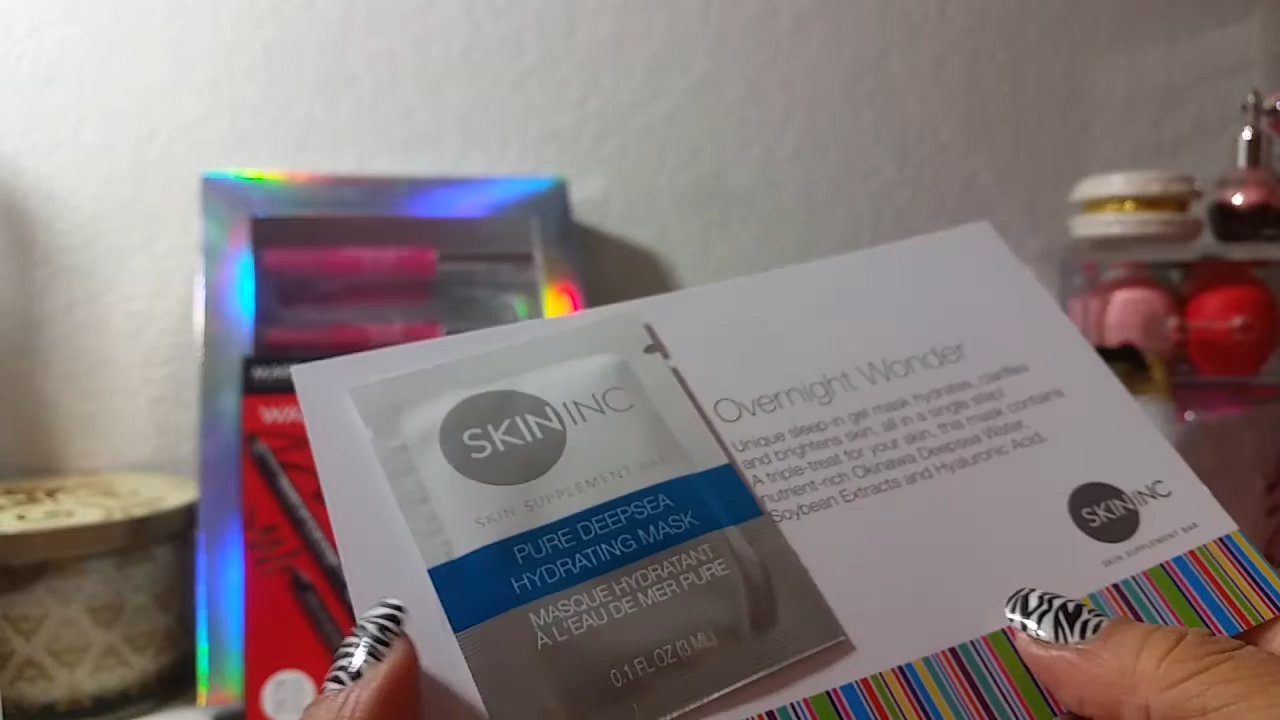 SKIN INC
SKIN SUPPLEMENT BAR
PURE DEEPSEA
HYDRATING MASK
MASQUE HYDRATANT
À L'EAU DE MER PURE
0.1 FL OZ (3 ML)
Overnight Wonder
Unique sleep-in gel mask hydrates, clarifies
and brightens skin, all in a single step!
A triple-treat for your skin, this mask contains
nutrient-rich Okinawa Deepsea Water,
Soybean Extracts and Hyaluronic Acid.
SKIN INC
SKIN SUPPLEMENT BAR